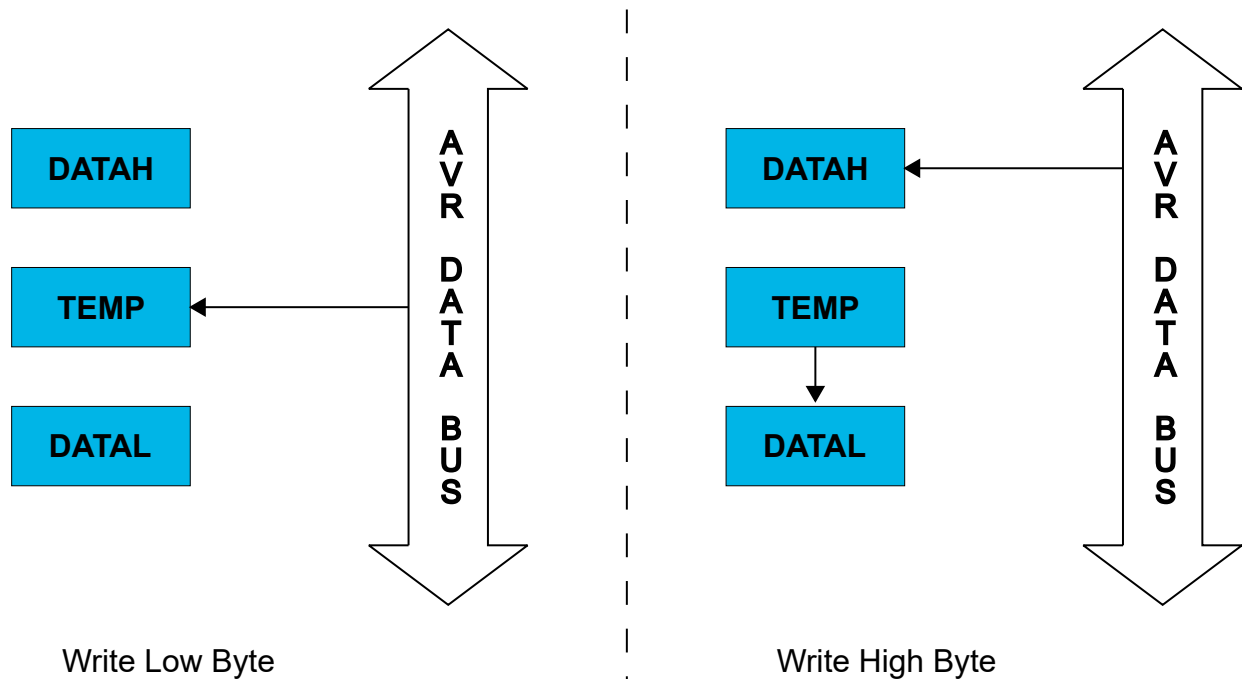 DATAH
TEMP
DATAL
AVR DATA BUS
Write Low Byte
DATAH
TEMP
DATAL
AVR DATA BUS
Write High Byte